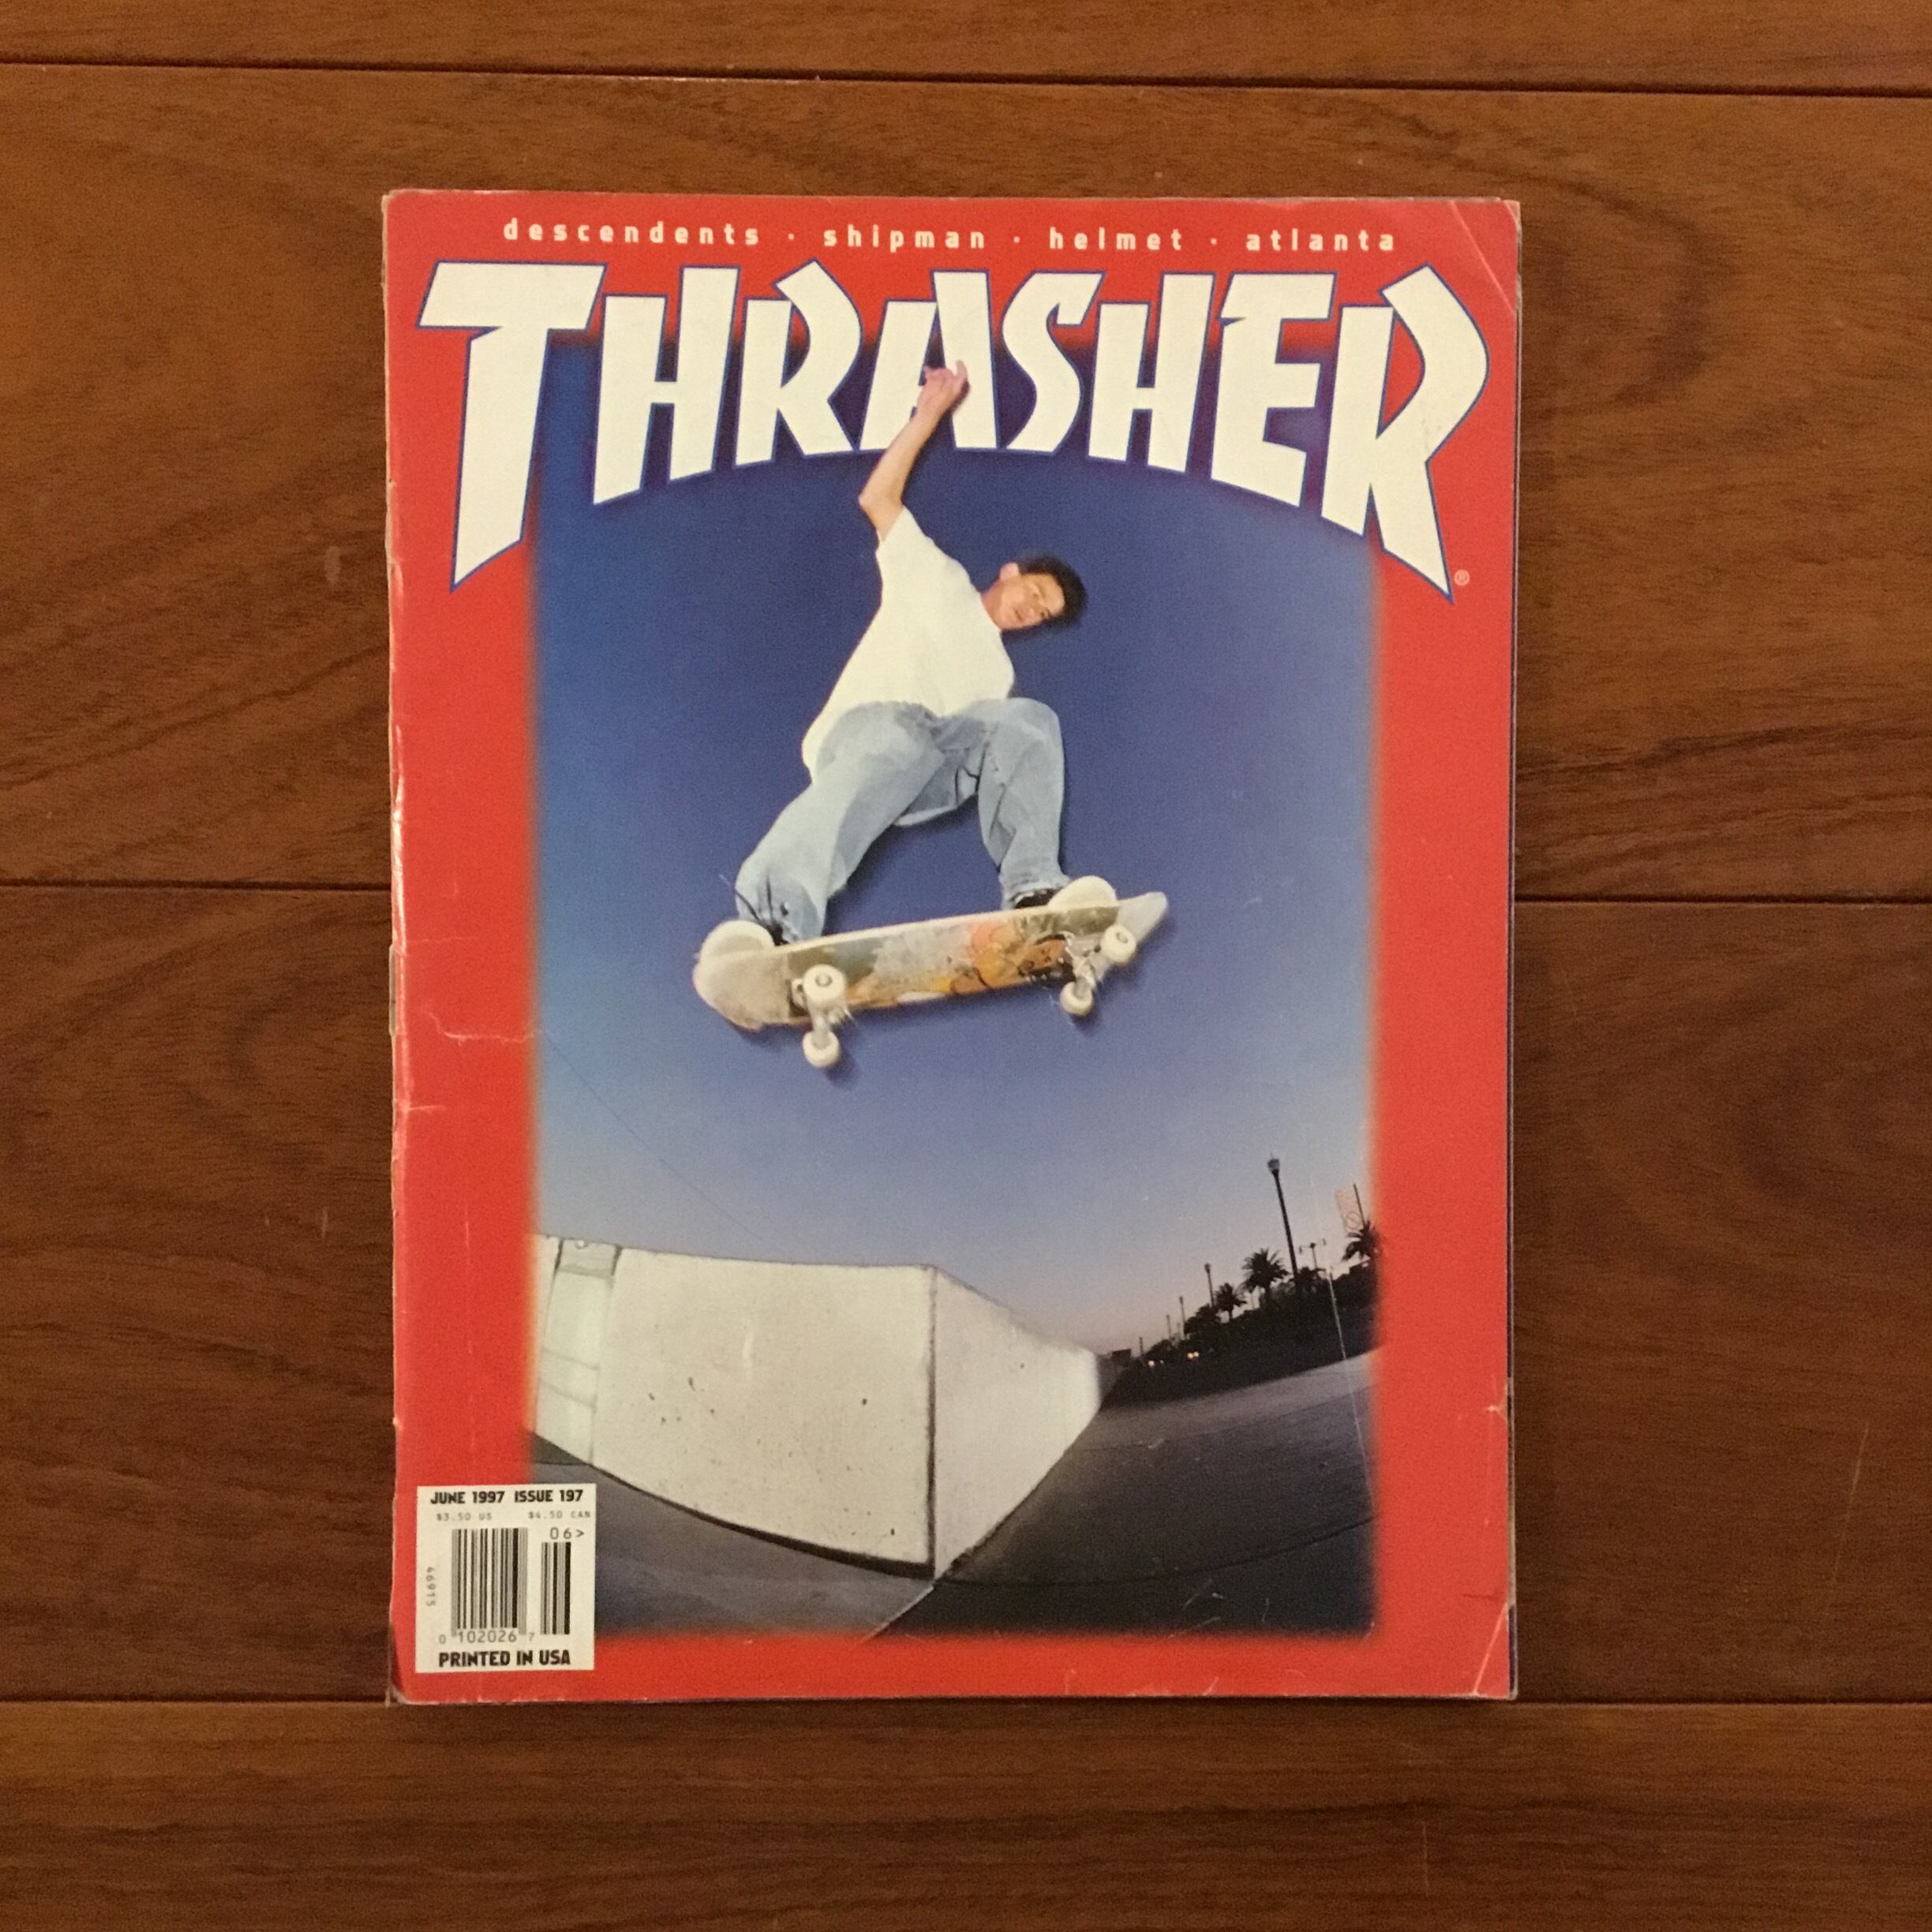 descendents · shipman · helmet · atlanta
THRASHER®
JUNE 1997 ISSUE 197
$3.50 US $4.50 CAN
06>
46915
0 102026 7
PRINTED IN USA